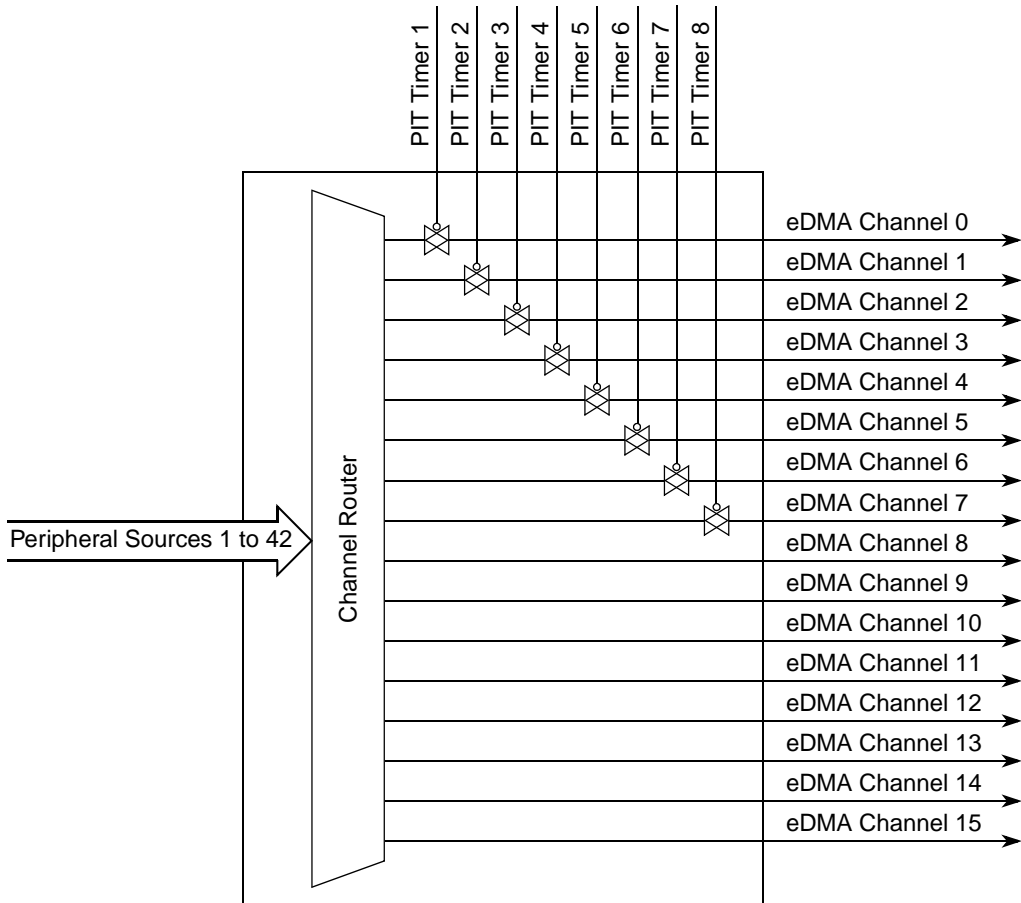 PIT Timer 1
PIT Timer 2
PIT Timer 3
PIT Timer 4
PIT Timer 5
PIT Timer 6
PIT Timer 7
PIT Timer 8
eDMA Channel 0
eDMA Channel 1
eDMA Channel 2
eDMA Channel 3
eDMA Channel 4
eDMA Channel 5
eDMA Channel 6
eDMA Channel 7
eDMA Channel 8
eDMA Channel 9
eDMA Channel 10
eDMA Channel 11
eDMA Channel 12
eDMA Channel 13
eDMA Channel 14
eDMA Channel 15
Peripheral Sources 1 to 42
Channel Router